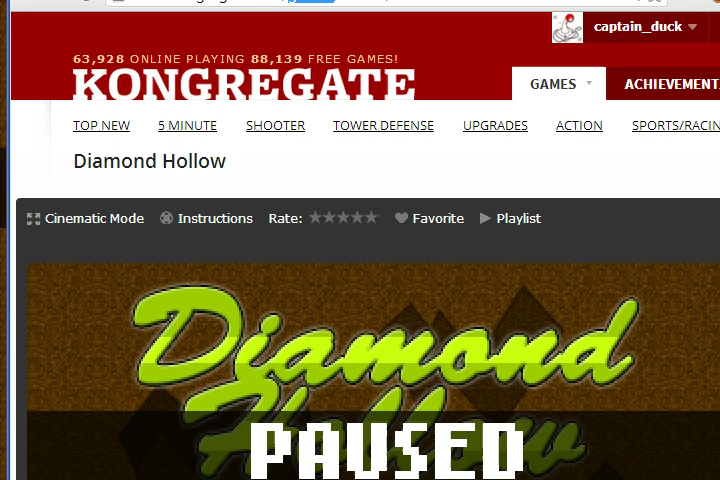 captain_duck
63,928 ONLINE PLAYING 88,139 FREE GAMES!
KONGREGATE
GAMES ACHIEVEMENT
TOP NEW 5 MINUTE SHOOTER TOWER DEFENSE UPGRADES ACTION SPORTS/RACIN
Diamond Hollow
Cinematic Mode Instructions Rate: Favorite Playlist
Diamond
Hollow
PAUSED